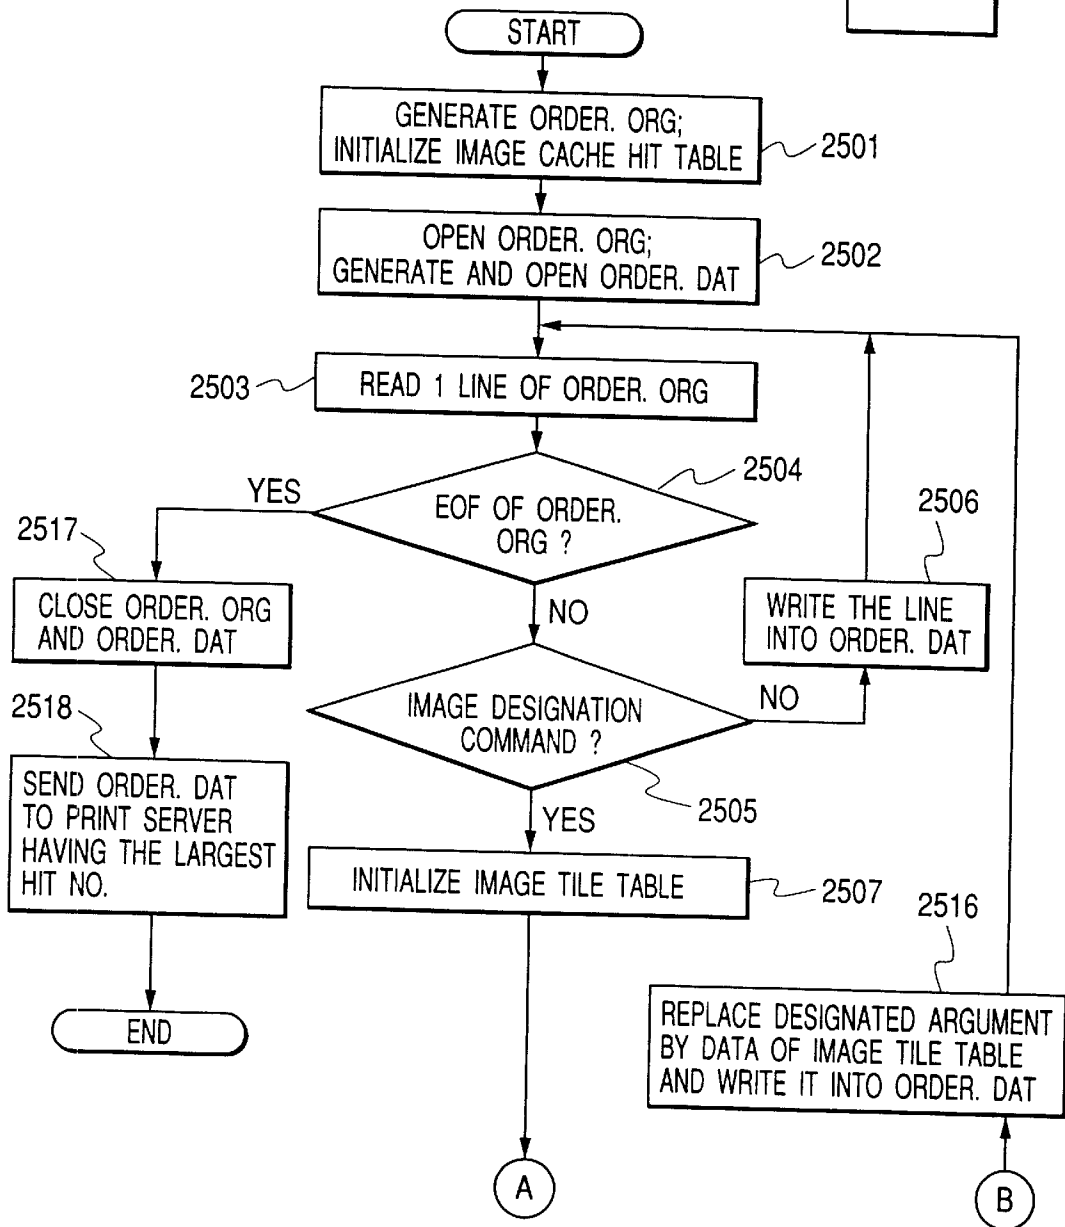 START
GENERATE ORDER. ORG;
INITIALIZE IMAGE CACHE HIT TABLE
2501
OPEN ORDER. ORG;
GENERATE AND OPEN ORDER. DAT
2502
READ 1 LINE OF ORDER. ORG
2503
2504
YES
EOF OF ORDER.
ORG ?
2506
2517
CLOSE ORDER. ORG
AND ORDER. DAT
NO
WRITE THE LINE
INTO ORDER. DAT
2518
IMAGE DESIGNATION
COMMAND ?
NO
SEND ORDER. DAT
TO PRINT SERVER
HAVING THE LARGEST
HIT NO.
2505
YES
INITIALIZE IMAGE TILE TABLE
2507
2516
END
REPLACE DESIGNATED ARGUMENT
BY DATA OF IMAGE TILE TABLE
AND WRITE IT INTO ORDER. DAT
A
B